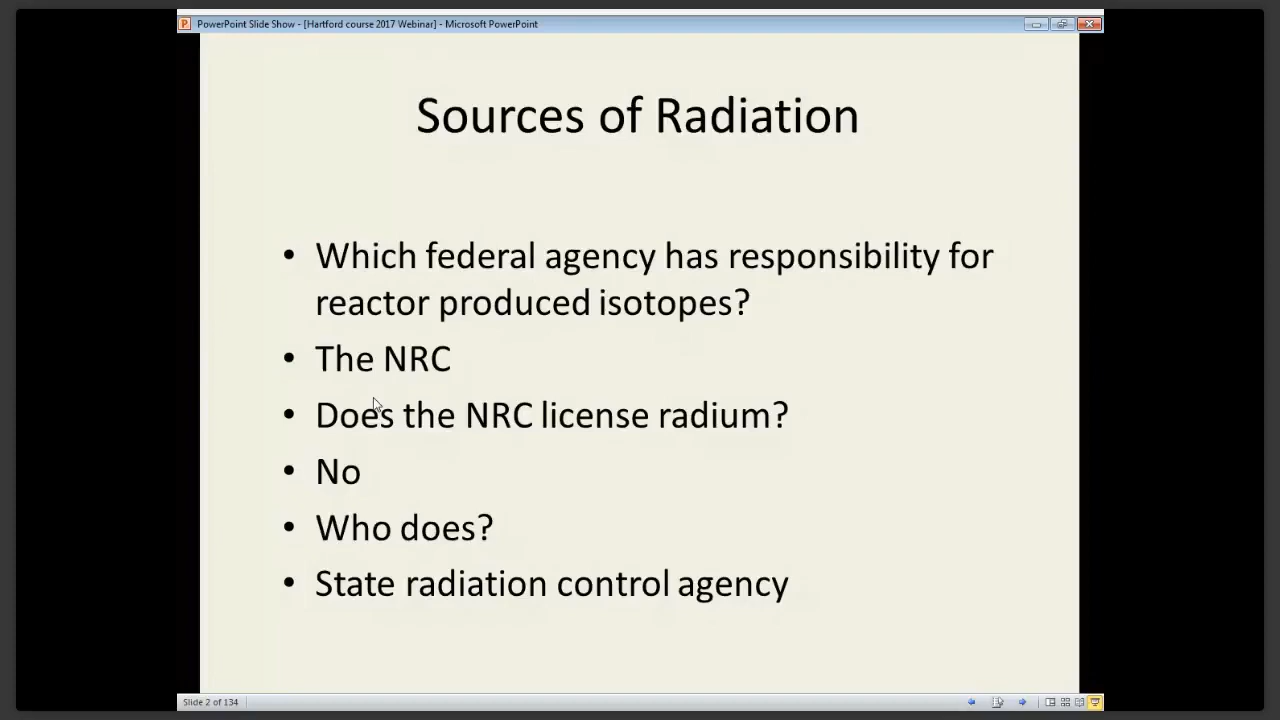 PowerPoint Slide Show - [Hartford course 2017 Webinar] - Microsoft PowerPoint
Sources of Radiation
• Which federal agency has responsibility for
reactor produced isotopes?
• The NRC
• Does the NRC license radium?
• No
• Who does?
• State radiation control agency
Slide 2 of 134